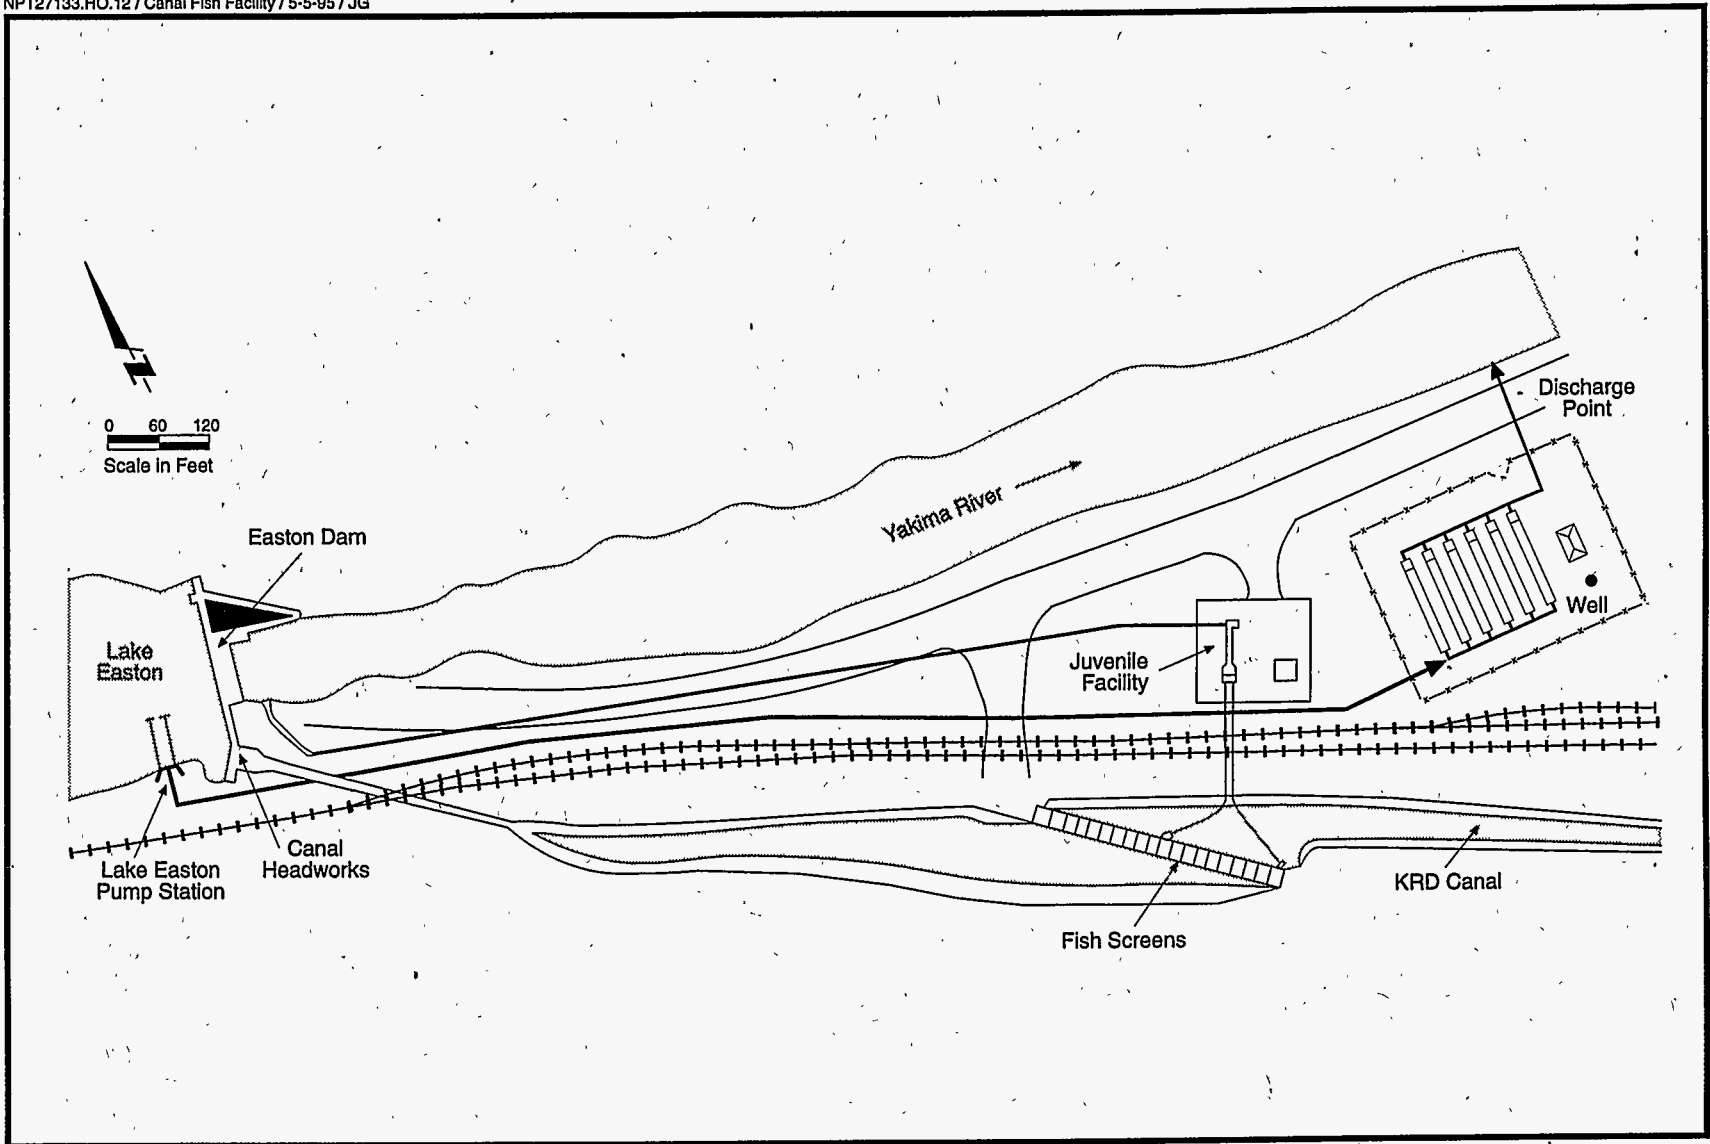 NPT27133.HO.12 / Canal Fish Facility / 5-5-95 / JG
Discharge
Point
0 60 120
Scale in Feet
Yakima River
Easton Dam
Well
Lake
Easton
Juvenile
Facility
Canal
Headworks
Lake Easton
Pump Station
KRD Canal
Fish Screens